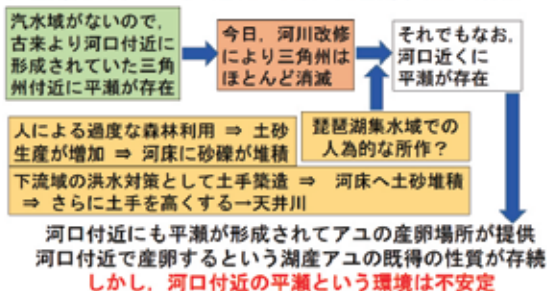 汽水域がないので,
古来より河口付近に
形成されていた三角
州付近に平瀬が存在
今日，河川改修
により三角州は
ほとんど消滅
それでもなお,
河口近くに
平瀬が存在
人による過度な森林利用 ⇒ 土砂
生産が増加 ⇒ 河床に砂礫が堆積
琵琶湖集水域での
人為的な所作？
下流域の洪水対策として土手築造 ⇒ 河床へ土砂堆積
⇒ さらに土手を高くする→天井川
河口付近にも平瀬が形成されてアユの産卵場所が提供
河口付近で産卵するという湖産アユの既得の性質が存続
しかし，河口付近の平瀬という環境は不安定